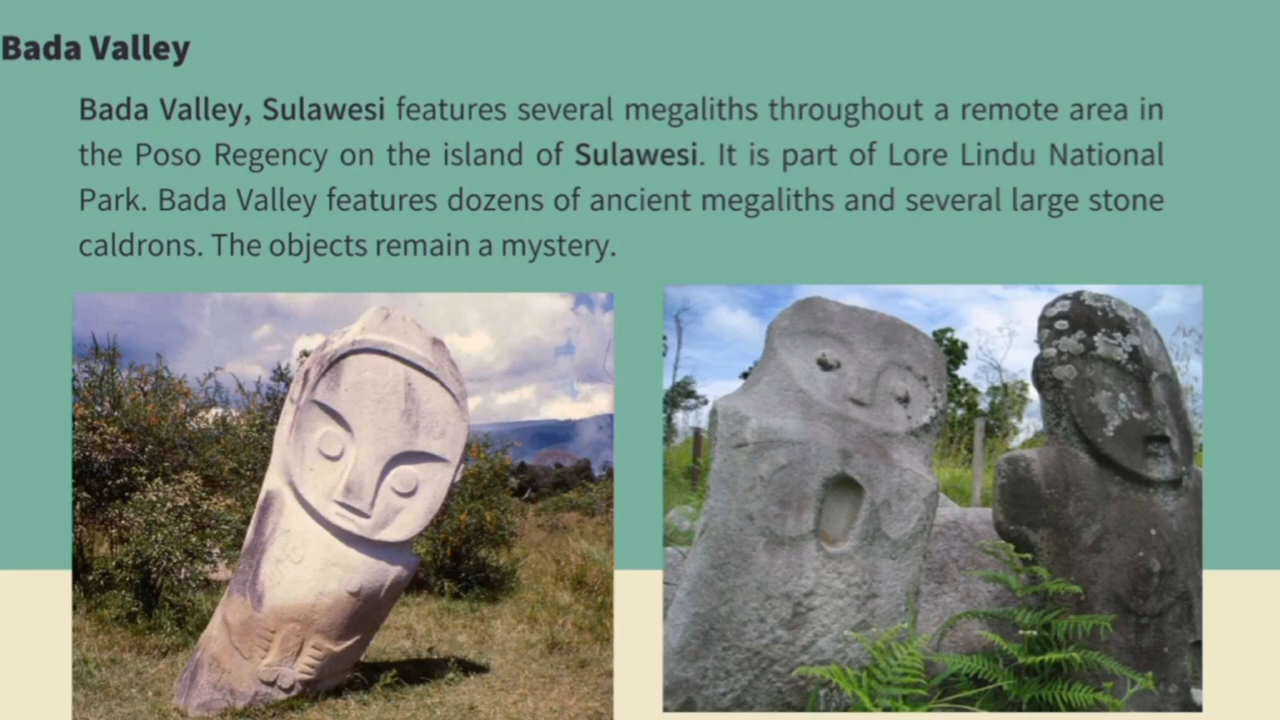 Bada Valley
Bada Valley, Sulawesi features several megaliths throughout a remote area in
the Poso Regency on the island of Sulawesi. It is part of Lore Lindu National
Park. Bada Valley features dozens of ancient megaliths and several large stone
caldrons. The objects remain a mystery.